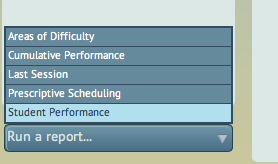 Areas of Difficulty
Cumulative Performance
Last Session
Prescriptive Scheduling
Student Performance
Run a report...